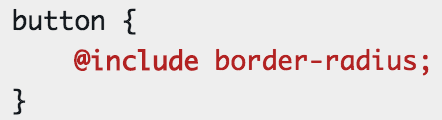 button {
    @include border-radius;
}